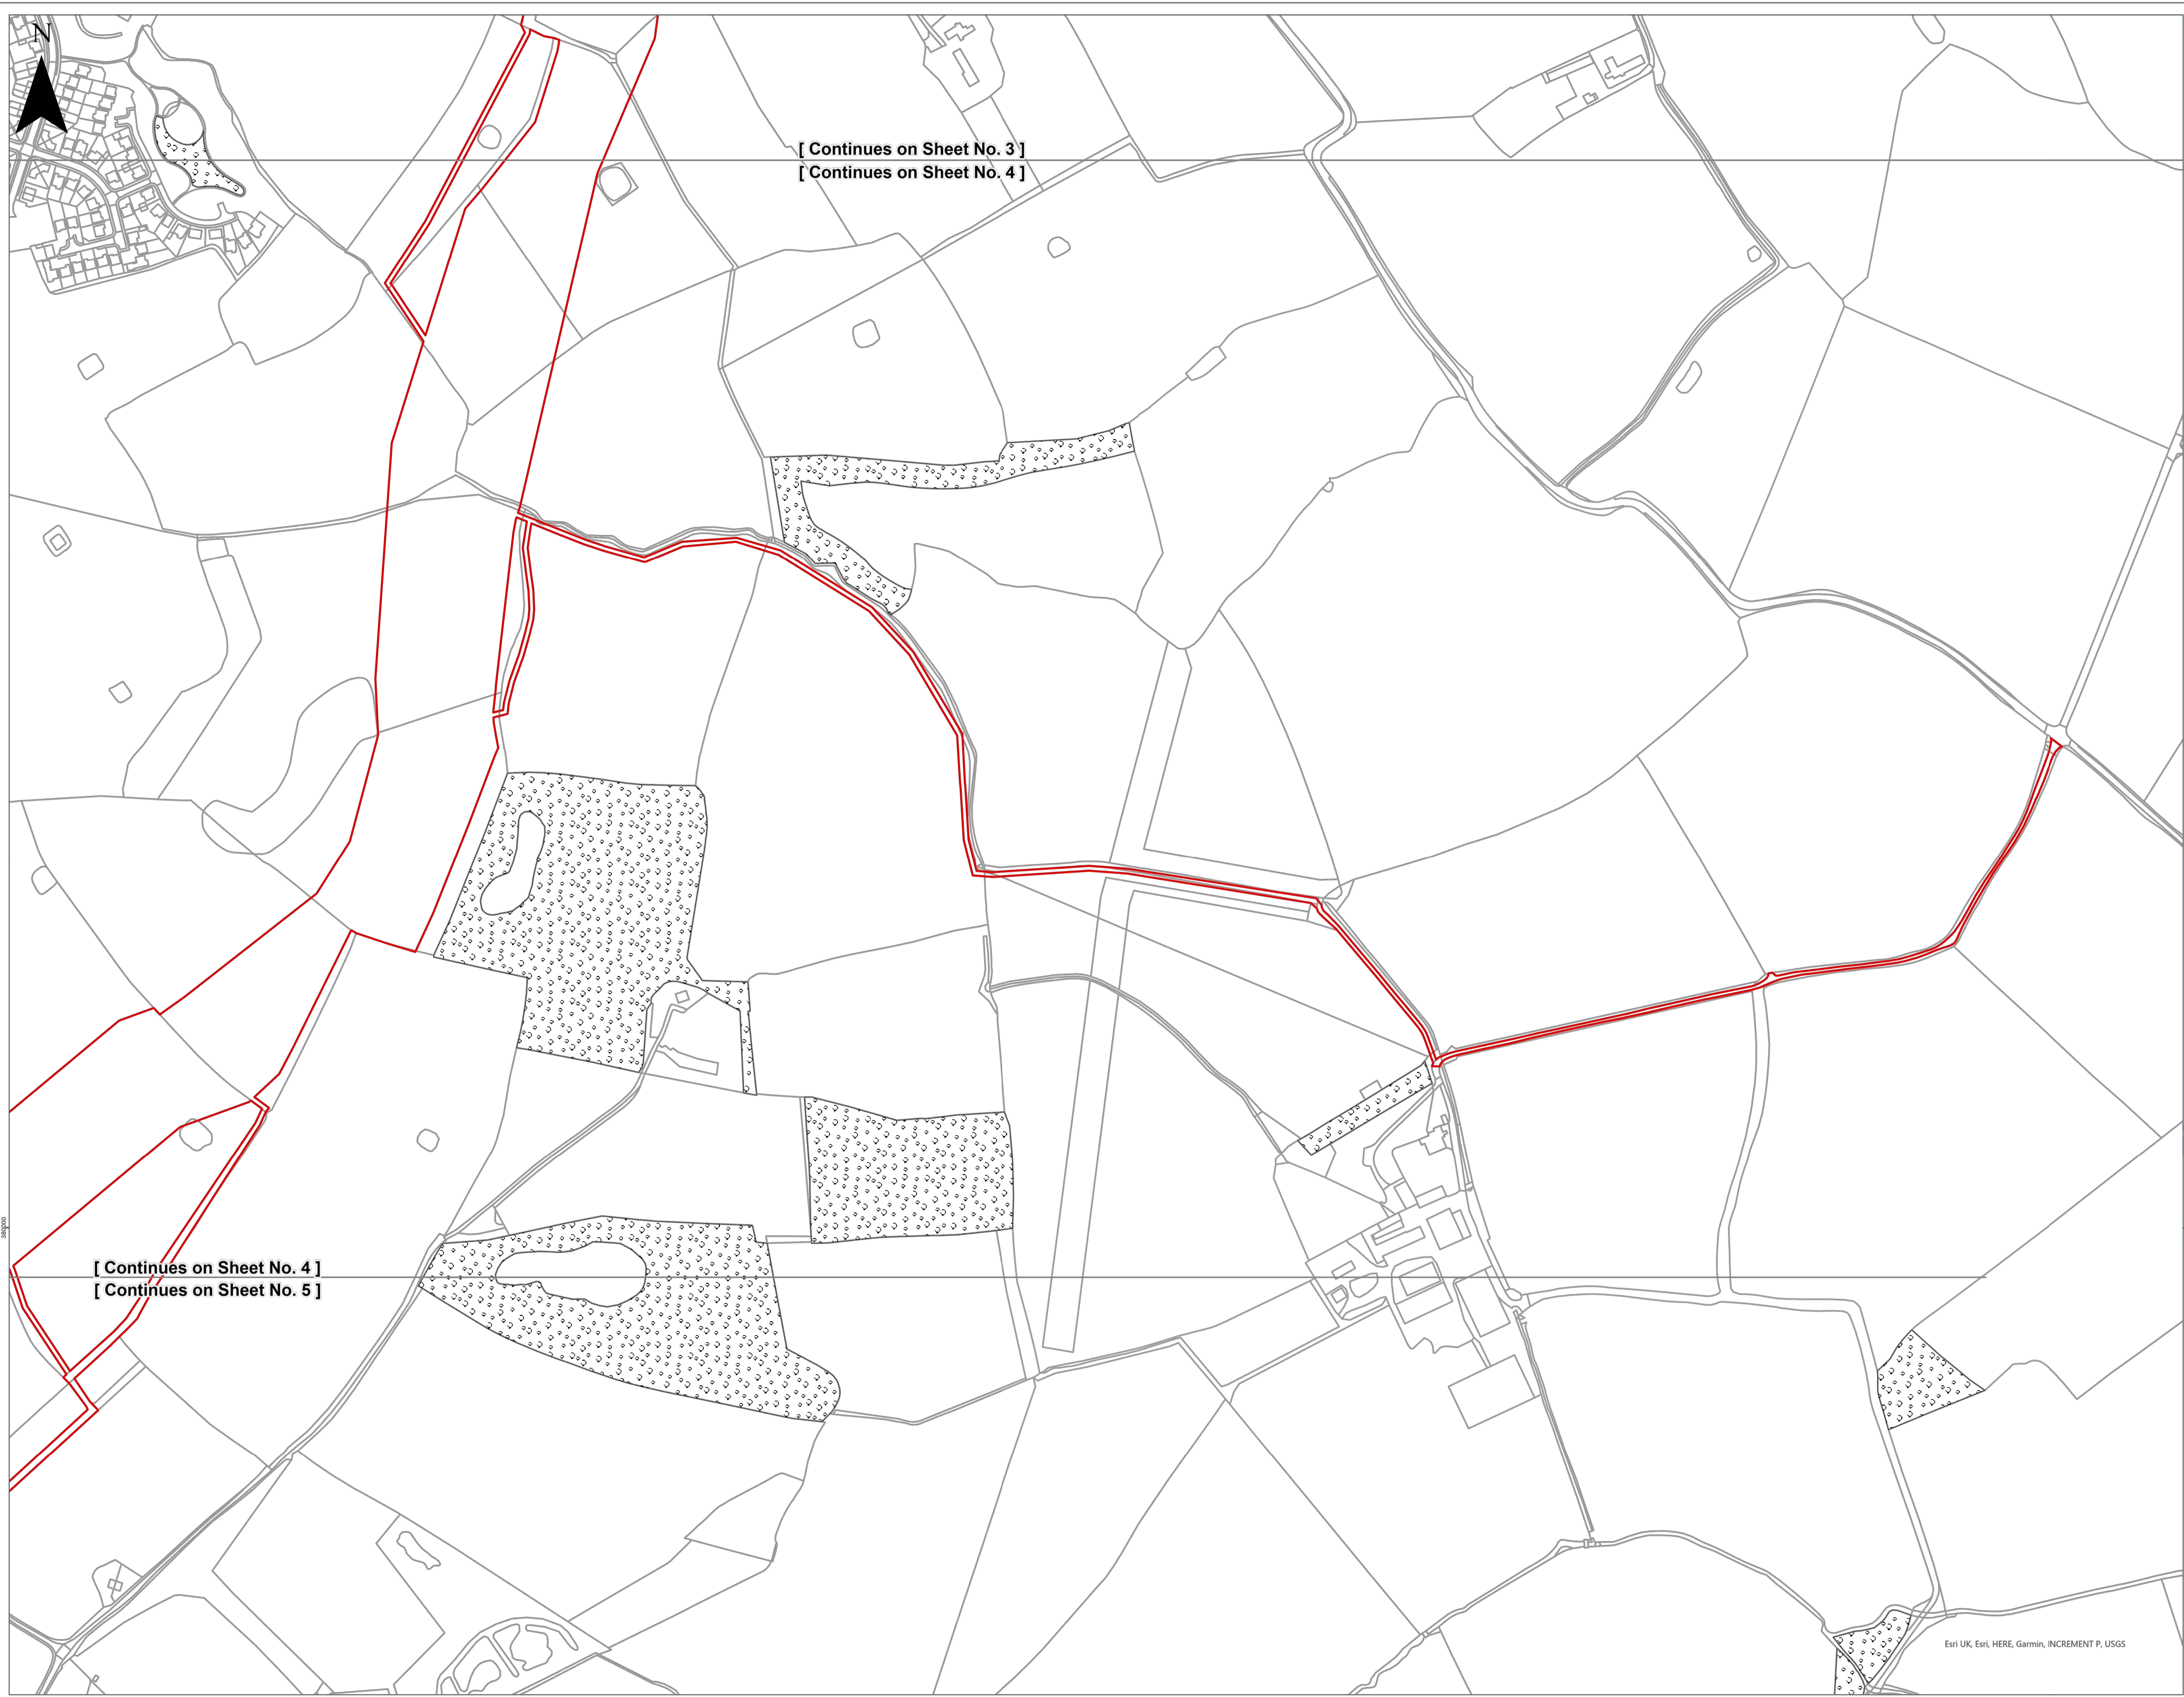 N
[ Continues on Sheet No. 3 ]
[ Continues on Sheet No. 4 ]
380000
[ Continues on Sheet No. 4 ]
[ Continues on Sheet No. 5 ]
Esri UK, Esri, HERE, Garmin, INCREMENT P, USGS